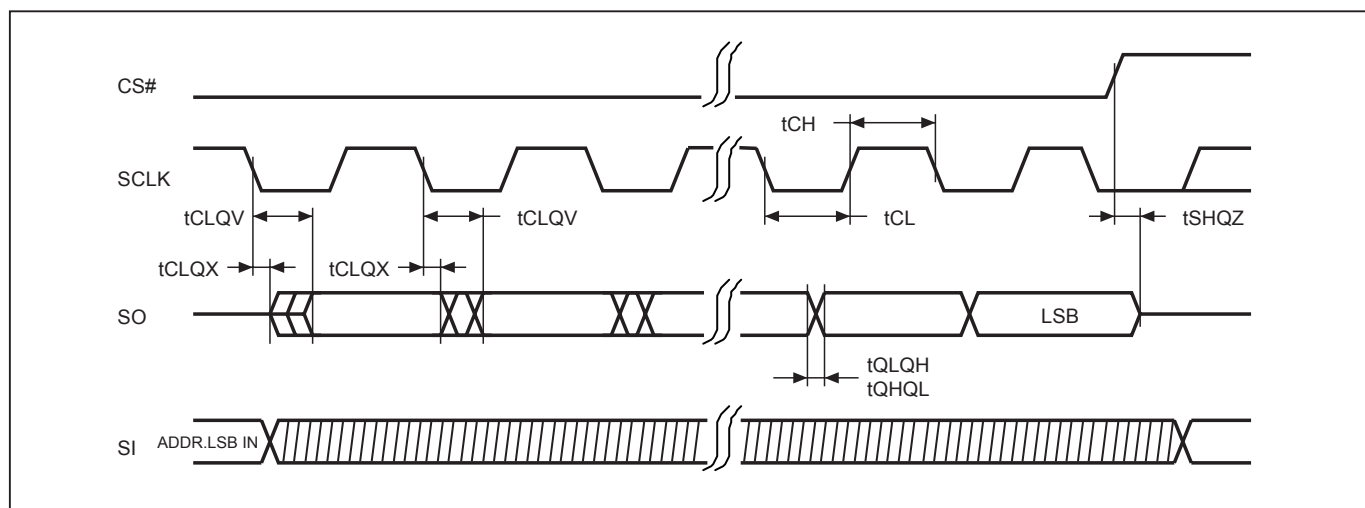 CS#
tCH
SCLK
tCLQV
tCLQV
tCL
tSHQZ
tCLQX
tCLQX
SO
LSB
tQLQH
tQHQL
SI
ADDR.LSB IN